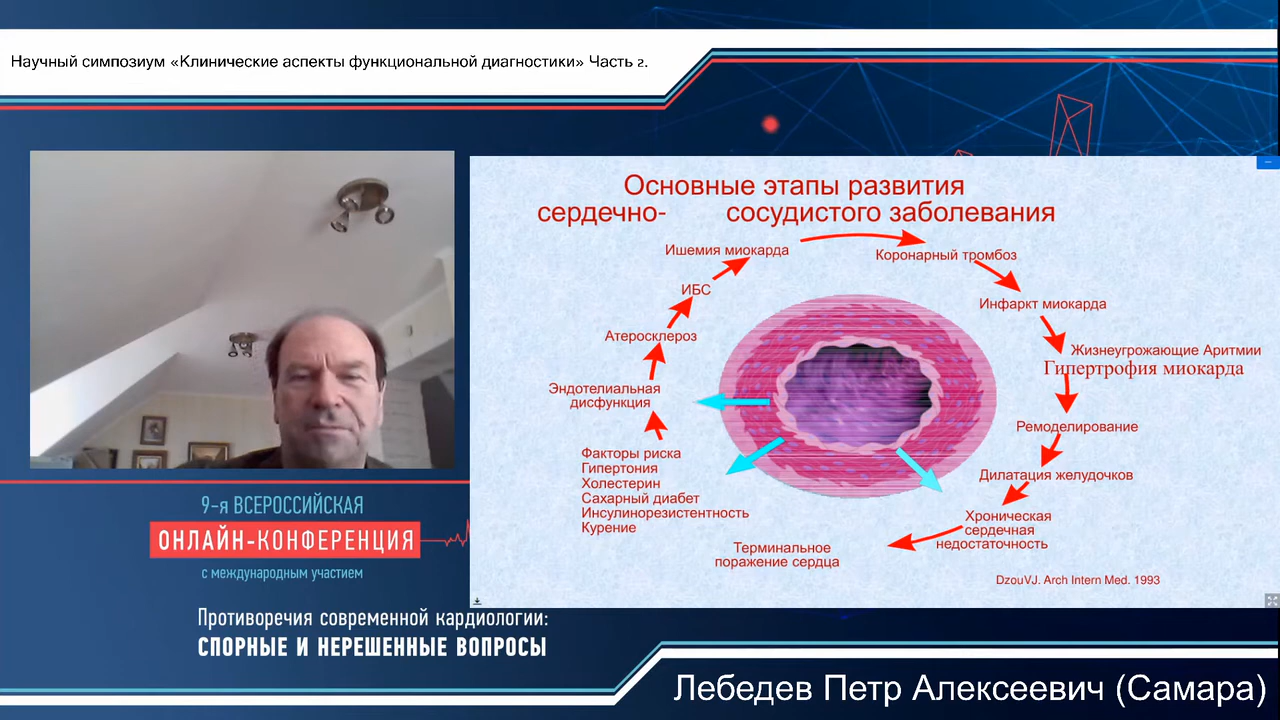 Научный симпозиум «Клинические аспекты функциональной диагностики» Часть 2.
Основные этапы развития
сердечно- сосудистого заболевания
Ишемия миокарда
Коронарный тромбоз
ИБС
Инфаркт миокарда
Атеросклероз
Жизнеугрожающие Аритмии
Гипертрофия миокарда
Эндотелиальная
дисфункция
Ремоделирование
Факторы риска
Гипертония
Холестерин
Сахарный диабет
Инсулинорезистентность
Курение
Дилатация желудочков
Хроническая
сердечная
недостаточность
Терминальное
поражение сердца
DzouVJ. Arch Intern Med. 1993
9-я ВСЕРОССИЙСКАЯ
ОНЛАЙН-КОНФЕРЕНЦИЯ
с международным участием
Противоречия современной кардиологии:
СПОРНЫЕ И НЕРЕШЕННЫЕ ВОПРОСЫ
Лебедев Петр Алексеевич (Самара)